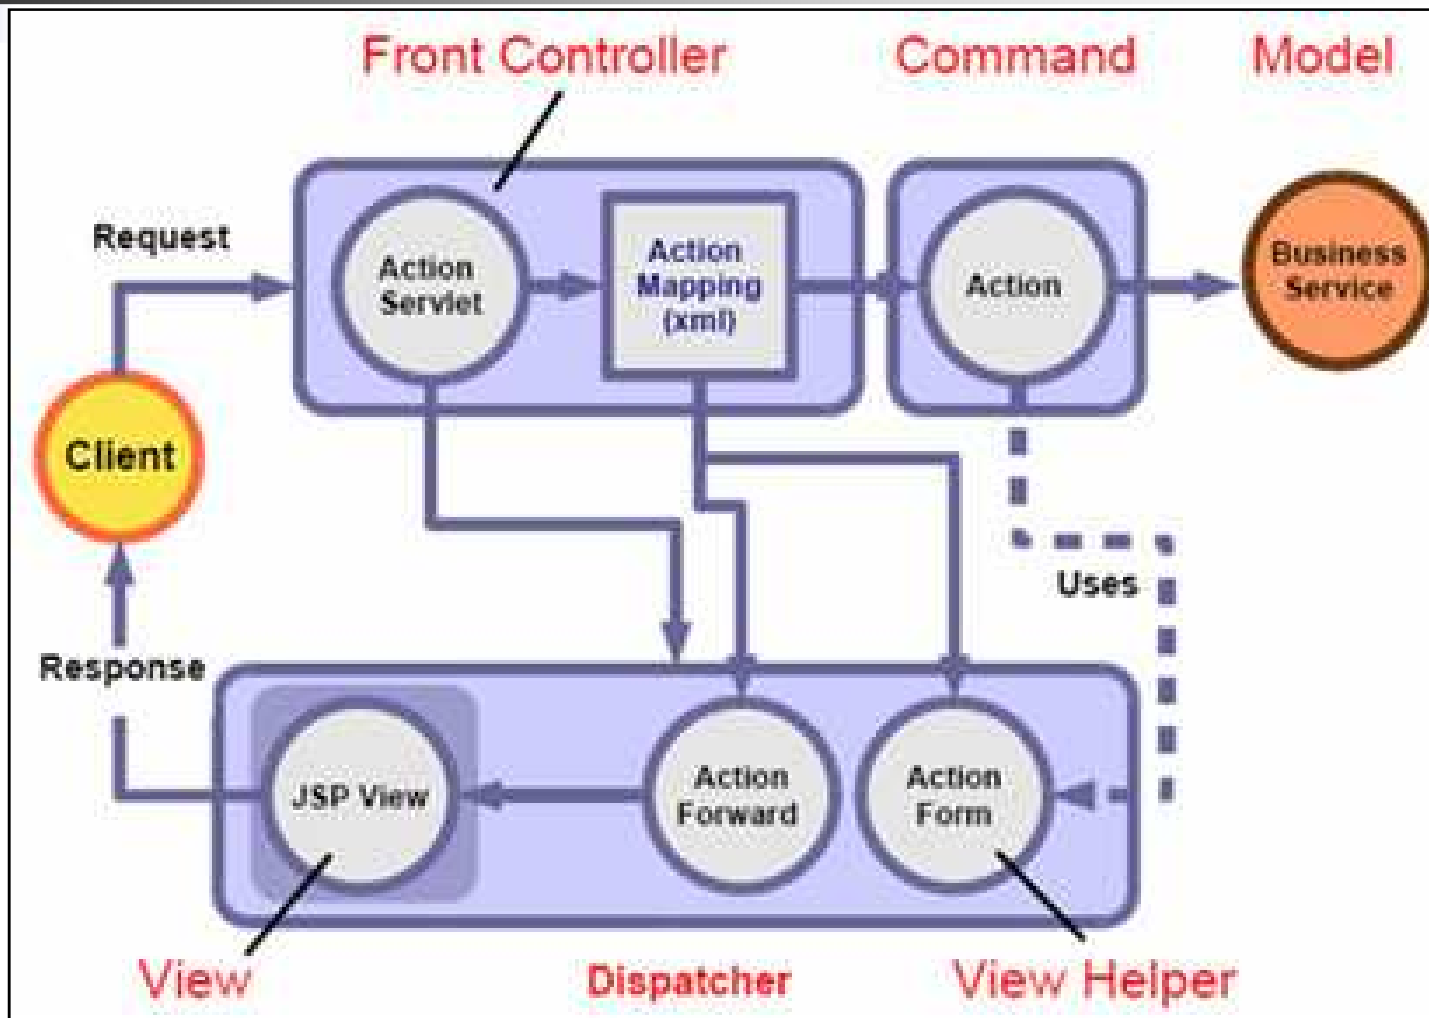 Front Controller
Command
Model
Request
Action
Servlet
Action
Mapping
(xml)
Action
Business
Service
Client
Uses
Response
JSP View
Action
Forward
Action
Form
View
Dispatcher
View Helper